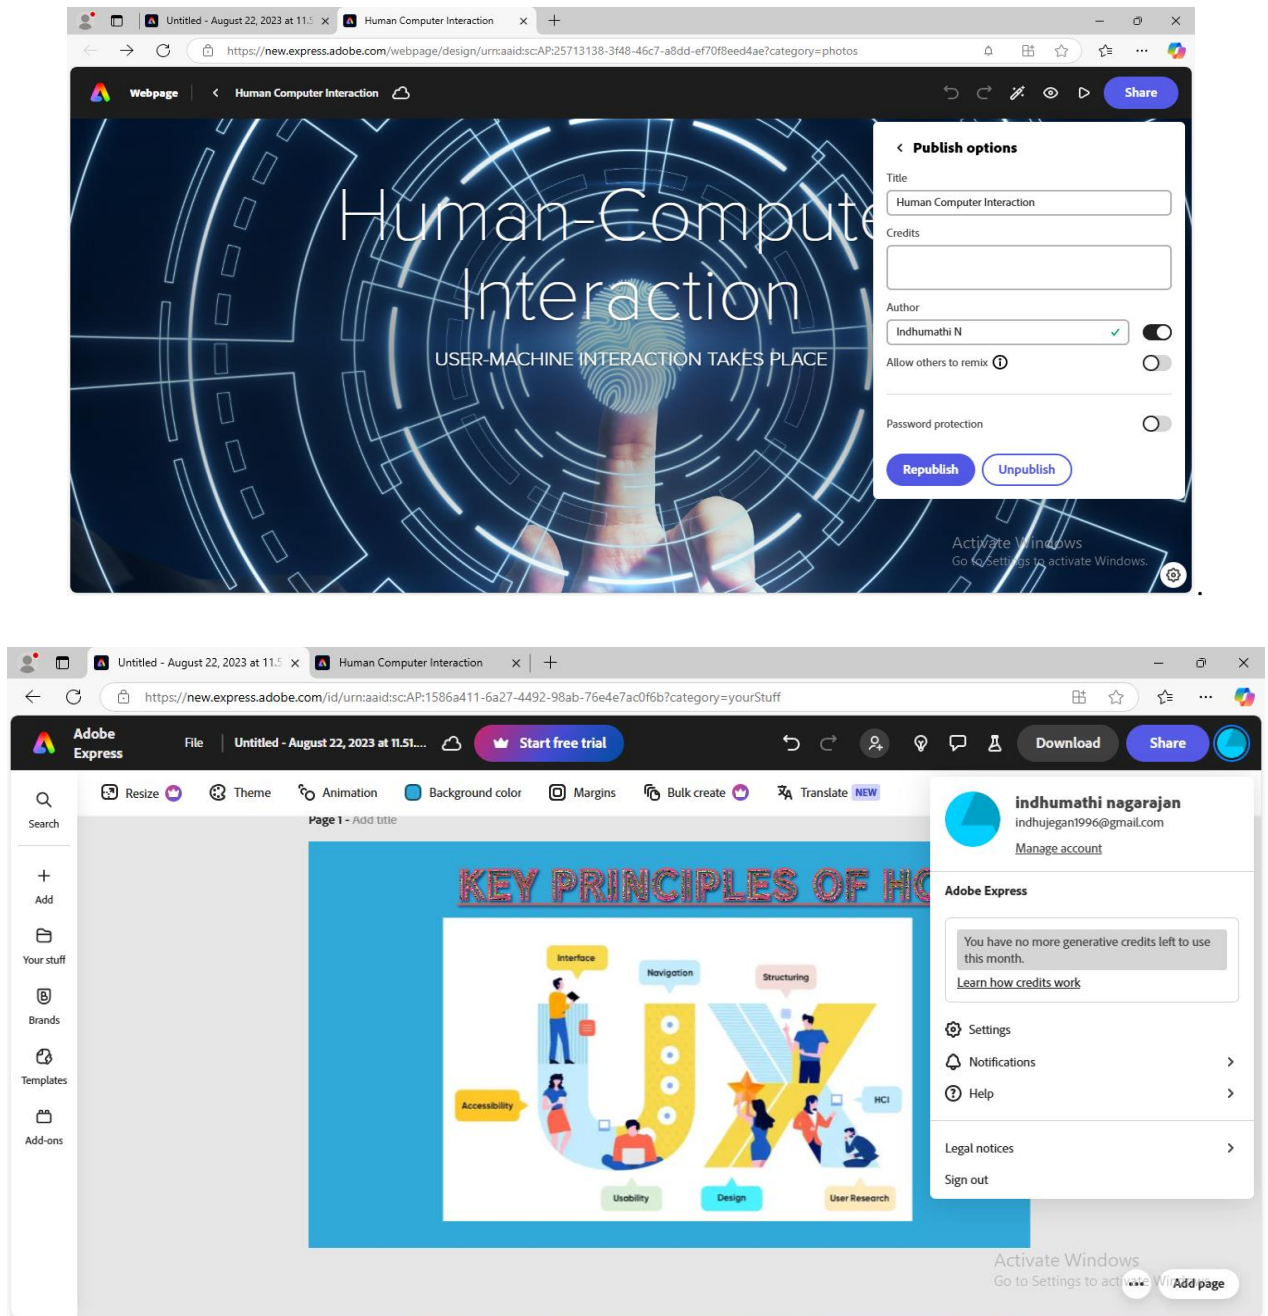 Untitled - August 22, 2023 at 11.5
Human Computer Interaction
https://new.express.adobe.com/webpage/design/urn:aaid:sc:AP:25713138-3f48-46c7-a8dd-ef70f8eed4ae?category=photos
Webpage
Human Computer Interaction
Share
Human-Compute
Interaction
USER-MACHINE INTERACTION TAKES PLACE
Publish options
Title
Human Computer Interaction
Credits
Author
Indhumathi N
Allow others to remix
Password protection
Republish
Unpublish
Activate Windows
Go to Settings to activate Windows.
.
Untitled - August 22, 2023 at 11.5
Human Computer Interaction
https://new.express.adobe.com/id/urn:aaid:sc:AP:1586a411-6a27-4492-98ab-76e4e7ac0f6b?category=yourStuff
Adobe
Express
File
Untitled - August 22, 2023 at 11.51....
Start free trial
Download
Share
Search
Add
Your stuff
Brands
Templates
Add-ons
Resize
Theme
Animation
Background color
Margins
Bulk create
Translate NEW
Page 1 - Add title
KEY PRINCIPLES OF HC
Interface
Navigation
Structuring
Accessibility
HCI
Usability
Design
User Research
indhumathi nagarajan
indhujegan1996@gmail.com
Manage account
Adobe Express
You have no more generative credits left to use
this month.
Learn how credits work
Settings
Notifications
Help
Legal notices
Sign out
Activate Windows
Go to Settings to activate Windows.
Add page